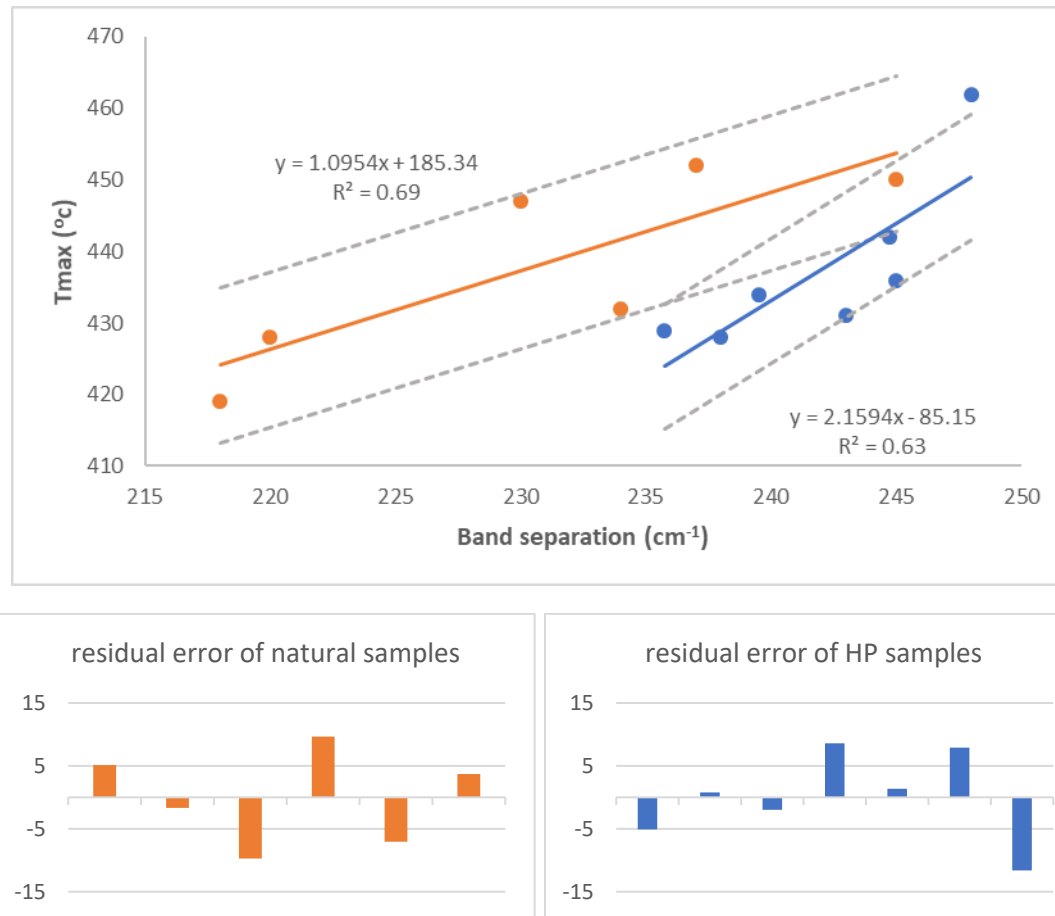 470
460
450
440
430
420
410
Tmax (ºc)
y = 1.0954x + 185.34
R² = 0.69
y = 2.1594x - 85.15
R² = 0.63
215 220 225 230 235 240 245 250
Band separation (cm⁻¹)
residual error of natural samples
15
5
-5
-15
residual error of HP samples
15
5
-5
-15